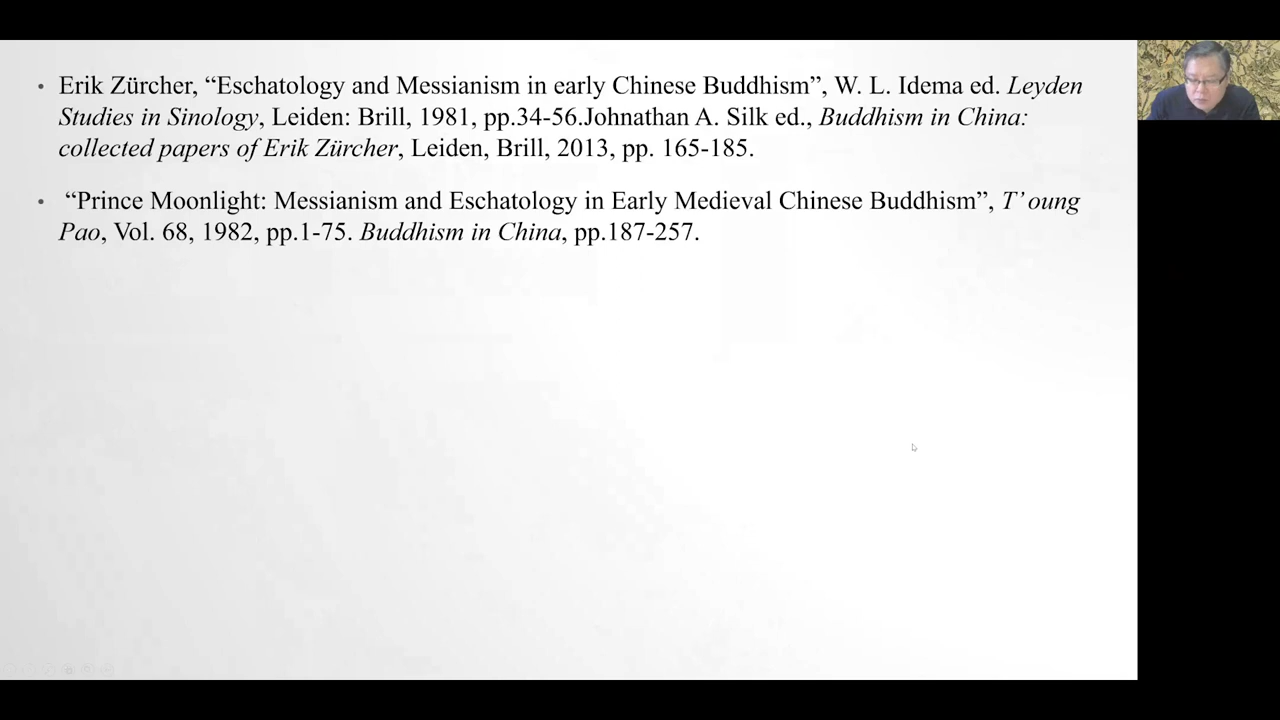 • Erik Zürcher, “Eschatology and Messianism in early Chinese Buddhism”, W. L. Idema ed. Leyden
Studies in Sinology, Leiden: Brill, 1981, pp.34-56.Johnathan A. Silk ed., Buddhism in China:
collected papers of Erik Zürcher, Leiden, Brill, 2013, pp. 165-185.
• “Prince Moonlight: Messianism and Eschatology in Early Medieval Chinese Buddhism”, T’oung
Pao, Vol. 68, 1982, pp.1-75. Buddhism in China, pp.187-257.